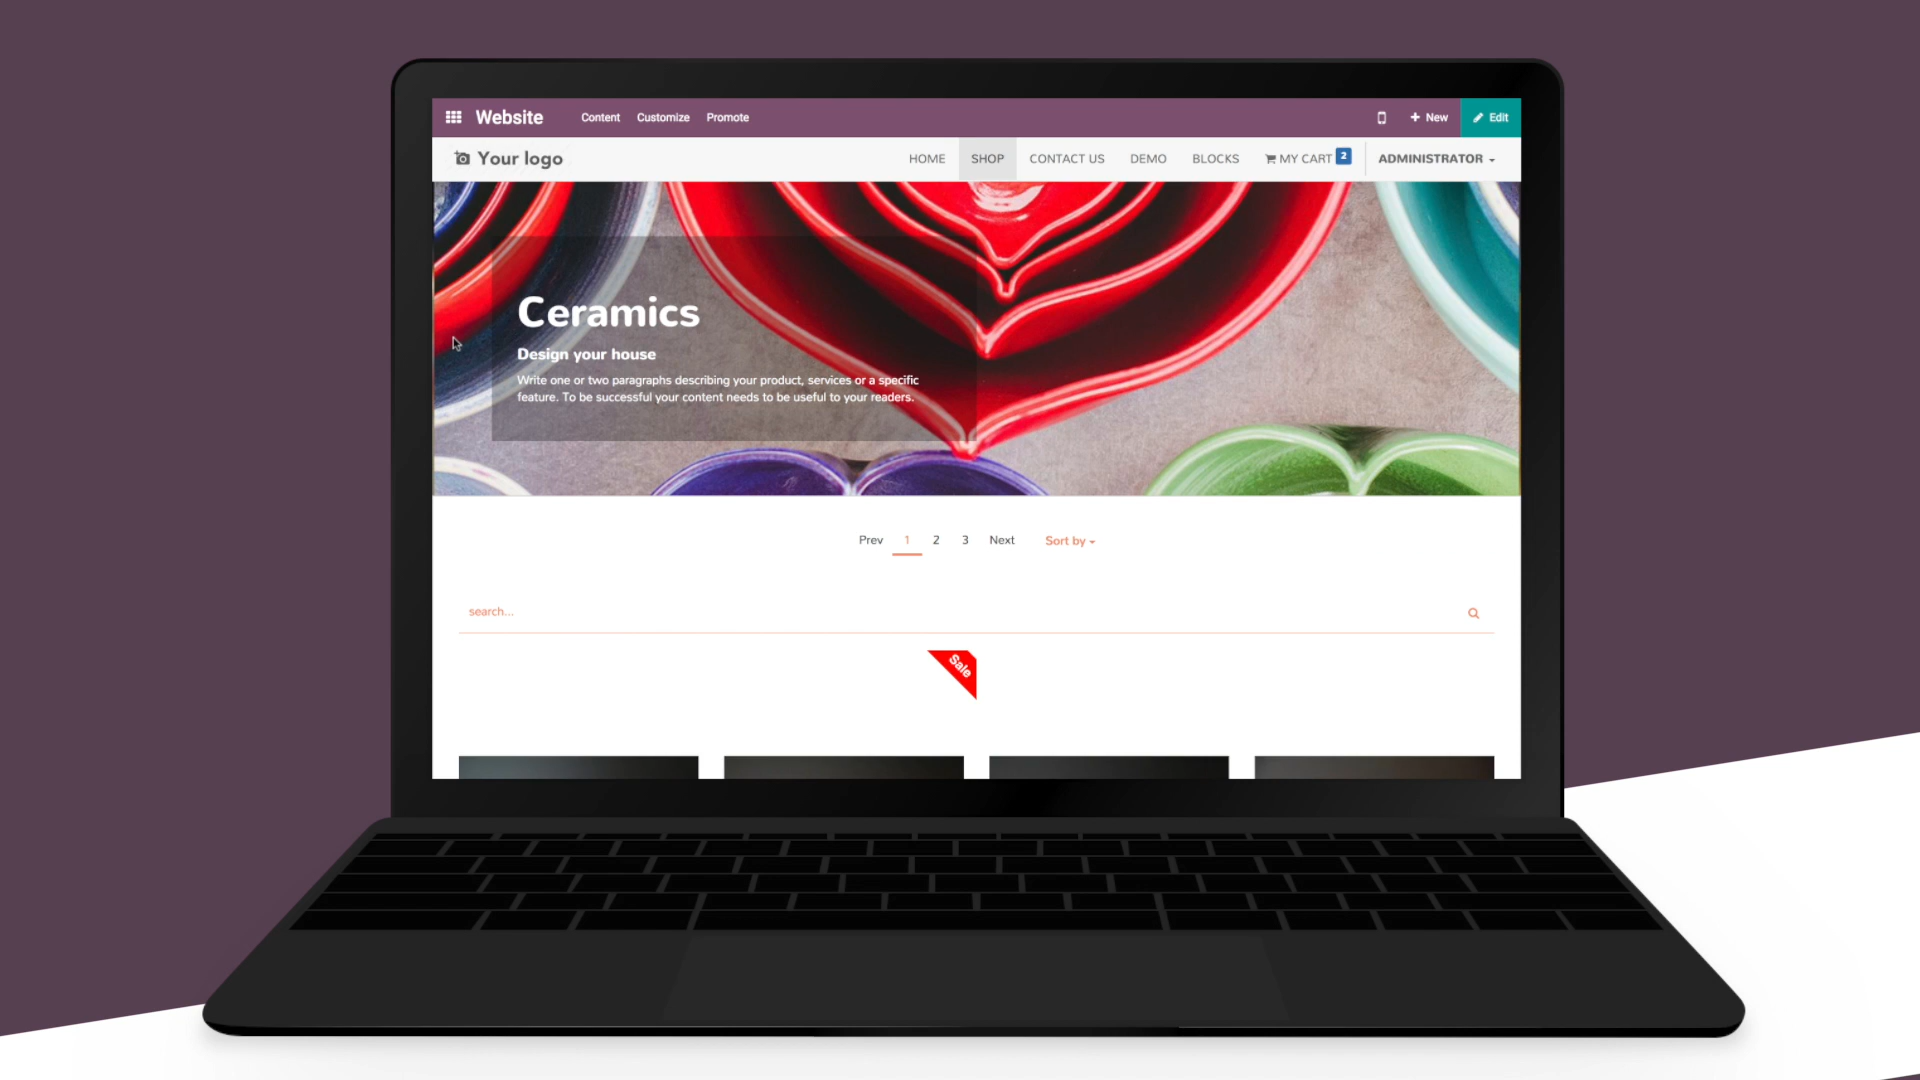 Website Content Customize Promote New Edit
Your logo HOME SHOP CONTACT US DEMO BLOCKS MY CART 2 ADMINISTRATOR
Ceramics
Design your house
Write one or two paragraphs describing your product, services or a specific
feature. To be successful your content needs to be useful to your readers.
Prev 1 2 3 Next Sort by
search...
Sale